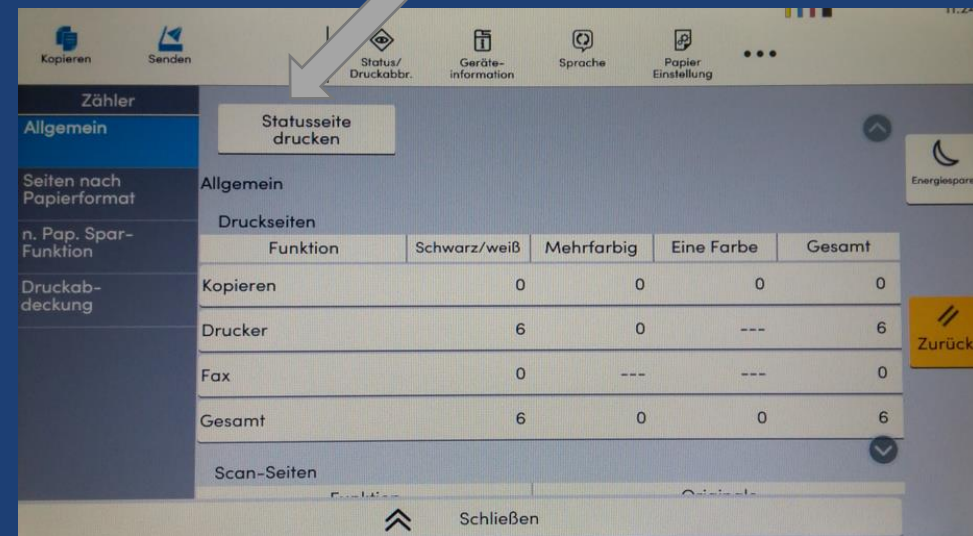 Kopieren
Senden
Status/
Druckabbr.
Geräte-
information
Sprache
Papier
Einstellung
Zähler
Allgemein
Seiten nach
Papierformat
n. Pap. Spar-
Funktion
Druckab-
deckung
Statusseite
drucken
Allgemein
Druckseiten
Funktion Schwarz/weiß Mehrfarbig Eine Farbe Gesamt
Kopieren 0 0 0 0
Drucker 6 0 --- 6
Fax 0 --- --- 0
Gesamt 6 0 0 6
Scan-Seiten
Schließen
Zurück